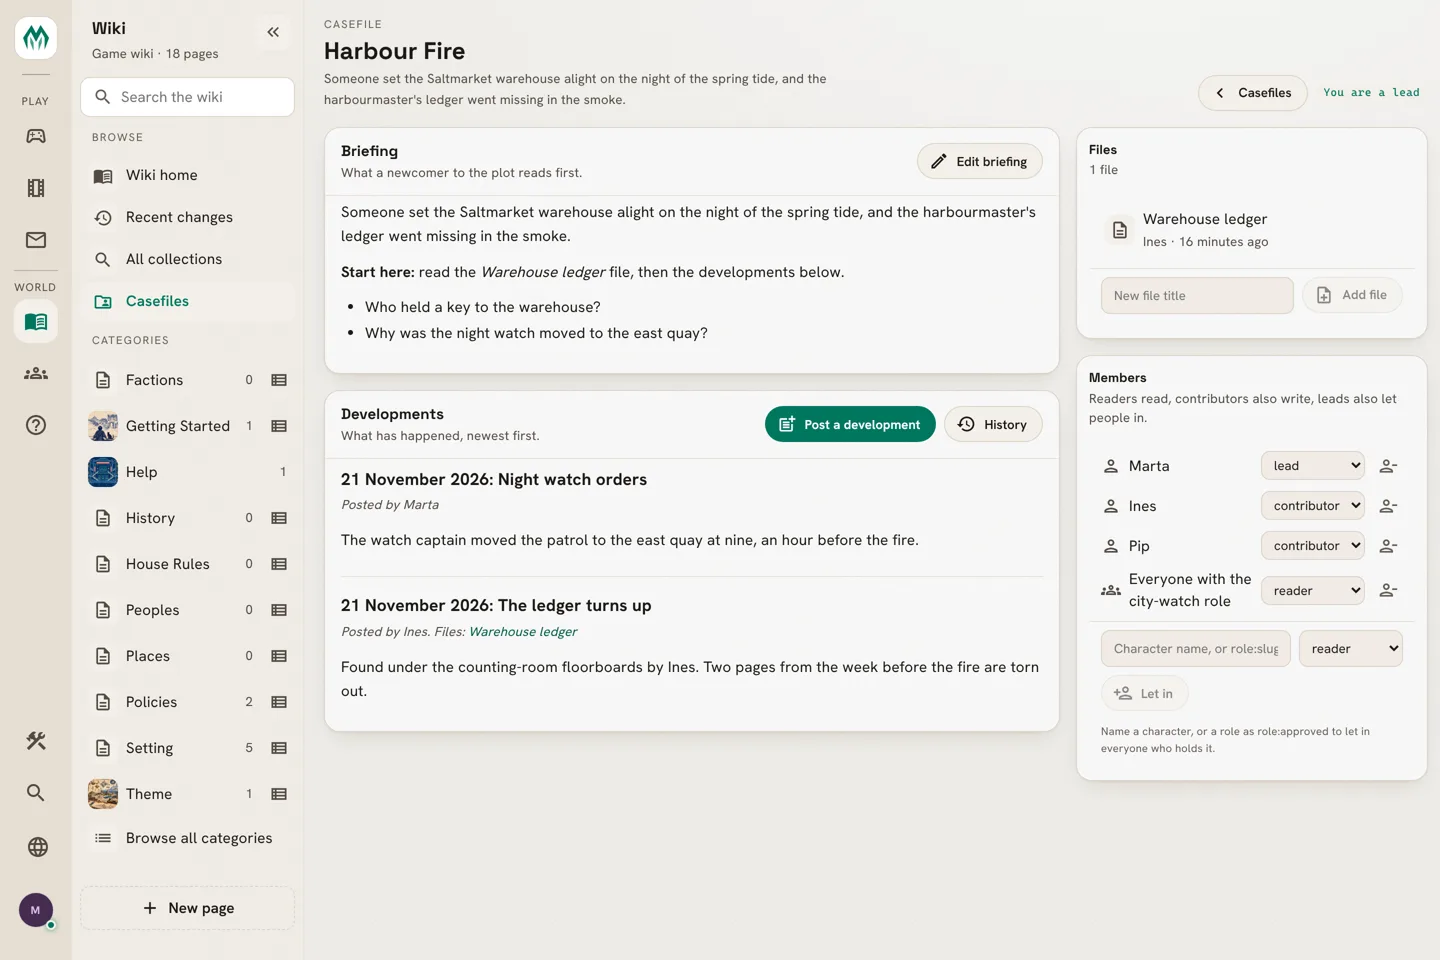 PLAY
WORLD
M
Wiki
Game wiki · 18 pages
Search the wiki
BROWSE
Wiki home
Recent changes
All collections
Casefiles
CATEGORIES
Factions 0
Getting Started 1
Help 1
History 0
House Rules 0
Peoples 0
Places 0
Policies 2
Setting 5
Theme 1
Browse all categories
New page
CASEFILE
Harbour Fire
Someone set the Saltmarket warehouse alight on the night of the spring tide, and the
harbourmaster's ledger went missing in the smoke.
Casefiles
You are a lead
Briefing
What a newcomer to the plot reads first.
Edit briefing
Someone set the Saltmarket warehouse alight on the night of the spring tide, and the harbourmaster's
ledger went missing in the smoke.
Start here: read the Warehouse ledger file, then the developments below.
• Who held a key to the warehouse?
• Why was the night watch moved to the east quay?
Developments
What has happened, newest first.
Post a development
History
21 November 2026: Night watch orders
Posted by Marta
The watch captain moved the patrol to the east quay at nine, an hour before the fire.
21 November 2026: The ledger turns up
Posted by Ines. Files: Warehouse ledger
Found under the counting-room floorboards by Ines. Two pages from the week before the fire are torn
out.
Files
1 file
Warehouse ledger
Ines · 16 minutes ago
New file title
Add file
Members
Readers read, contributors also write, leads also let
people in.
Marta lead
Ines contributor
Pip contributor
Everyone with the
city-watch role
reader
Character name, or role:slug
reader
Let in
Name a character, or a role as role:approved to let in
everyone who holds it.